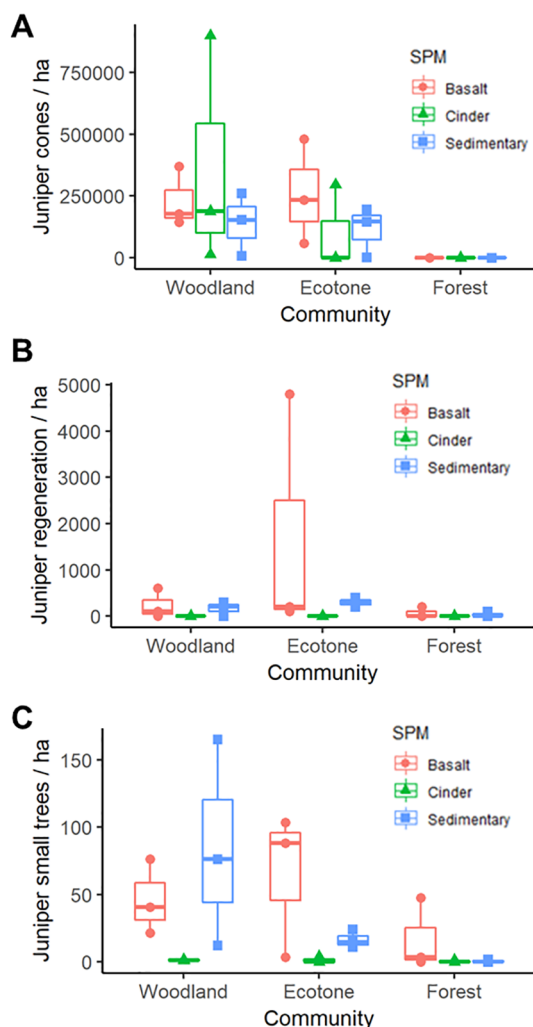 A
Juniper cones / ha
750000
500000
250000
0
SPM
Basalt
Cinder
Sedimentary
Woodland Ecotone Forest
Community
B
Juniper regeneration / ha
5000
4000
3000
2000
1000
0
SPM
Basalt
Cinder
Sedimentary
Woodland Ecotone Forest
Community
C
Juniper small trees / ha
150
100
50
0
SPM
Basalt
Cinder
Sedimentary
Woodland Ecotone Forest
Community